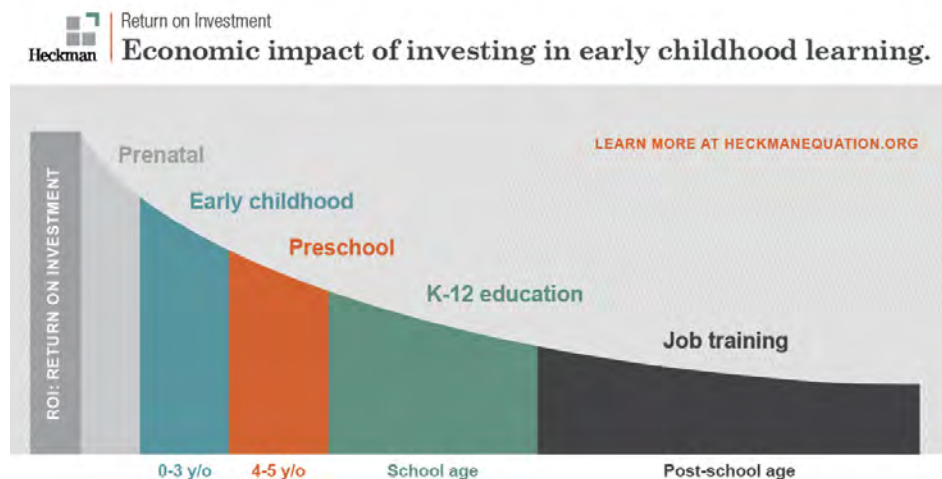 Heckman
Return on Investment
Economic impact of investing in early childhood learning.
LEARN MORE AT HECKMANEQUATION.ORG
ROI: RETURN ON INVESTMENT
Prenatal
Early childhood
Preschool
K-12 education
Job training
0-3 y/o
4-5 y/o
School age
Post-school age